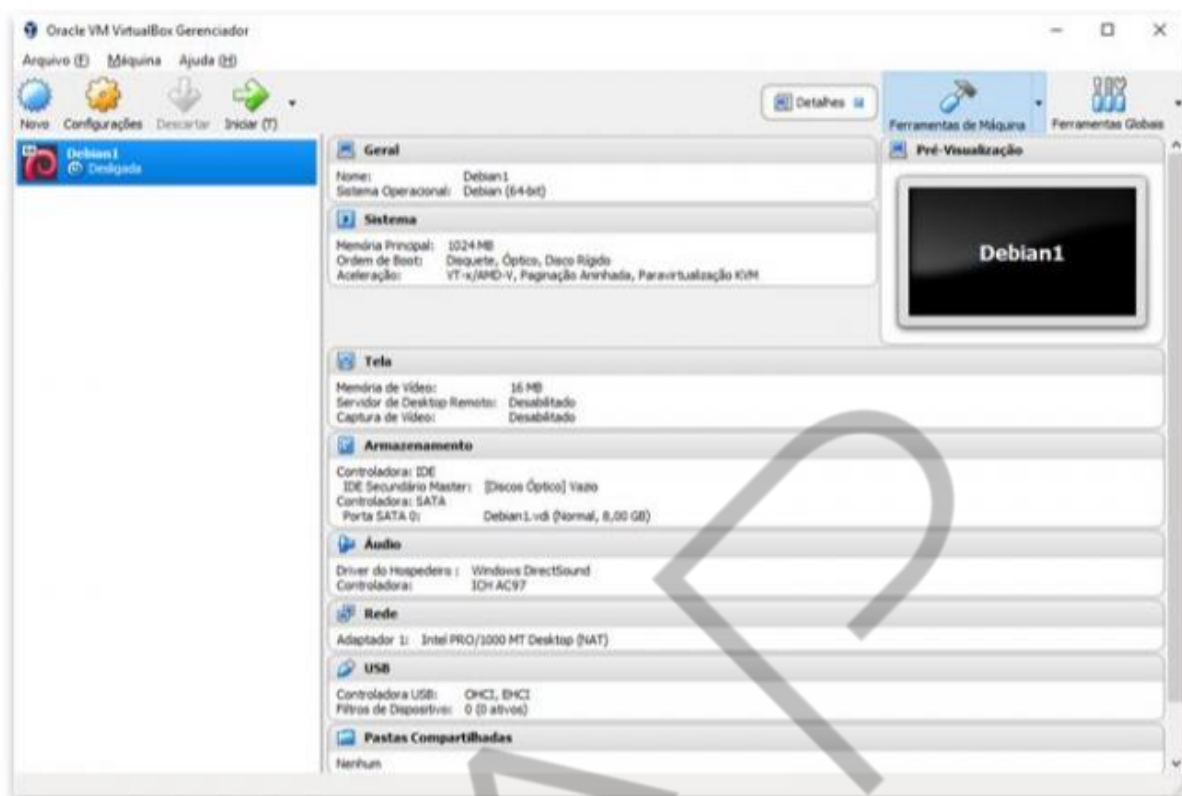 Oracle VM VirtualBox Gerenciador
Arquivo (F) Máquina Ajuda (H)
Novo Configurações Descartar Iniciar (T)
Detalhes
Ferramentas de Máquina Ferramentas Globais
Debian1
Desligada
Geral
Nome: Debian1
Sistema Operacional: Debian (64-bit)
Sistema
Memória Principal: 1024 MB
Ordem de Boot: Disquete, Óptico, Disco Rígido
Aceleração: VT-x/AMD-V, Paginação Aninhada, Paravirtualização KVM
Pré-Visualização
Debian1
Tela
Memória de Vídeo: 16 MB
Servidor de Desktop Remoto: Desabilitado
Captura de Vídeo: Desabilitado
Armazenamento
Controladora: IDE
IDE Secundário Master: [Discos Óptico] Vazio
Controladora: SATA
Porta SATA 0: Debian1.vdi (Normal, 8,00 GB)
Áudio
Driver do Hospedeiro : Windows DirectSound
Controladora: ICH AC97
Rede
Adaptador 1: Intel PRO/1000 MT Desktop (NAT)
USB
Controladora USB: OHCI, EHCI
Filtros de Dispositivo: 0 (0 ativos)
Pastas Compartilhadas
Nenhum